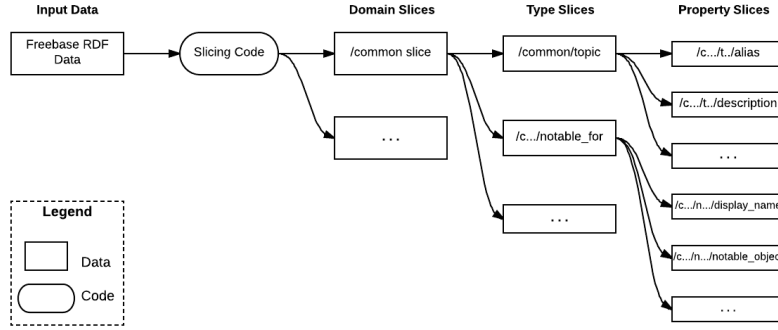 Input Data
Domain Slices
Type Slices
Property Slices
Freebase RDF
Data
Slicing Code
/common slice
/common/topic
/c.../t../alias
/c.../t../description
. . .
. . .
/c.../notable_for
. . .
/c.../n.../display_name
/c.../n.../notable_object
. . .
Legend
Data
Code